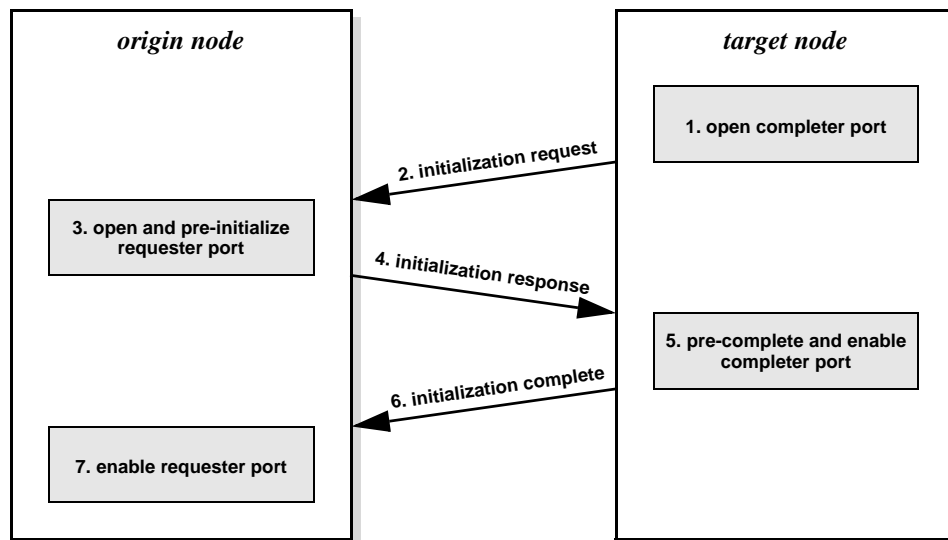 origin node
target node
1. open completer port
2. initialization request
3. open and pre-initialize
requester port
4. initialization response
5. pre-complete and enable
completer port
6. initialization complete
7. enable requester port